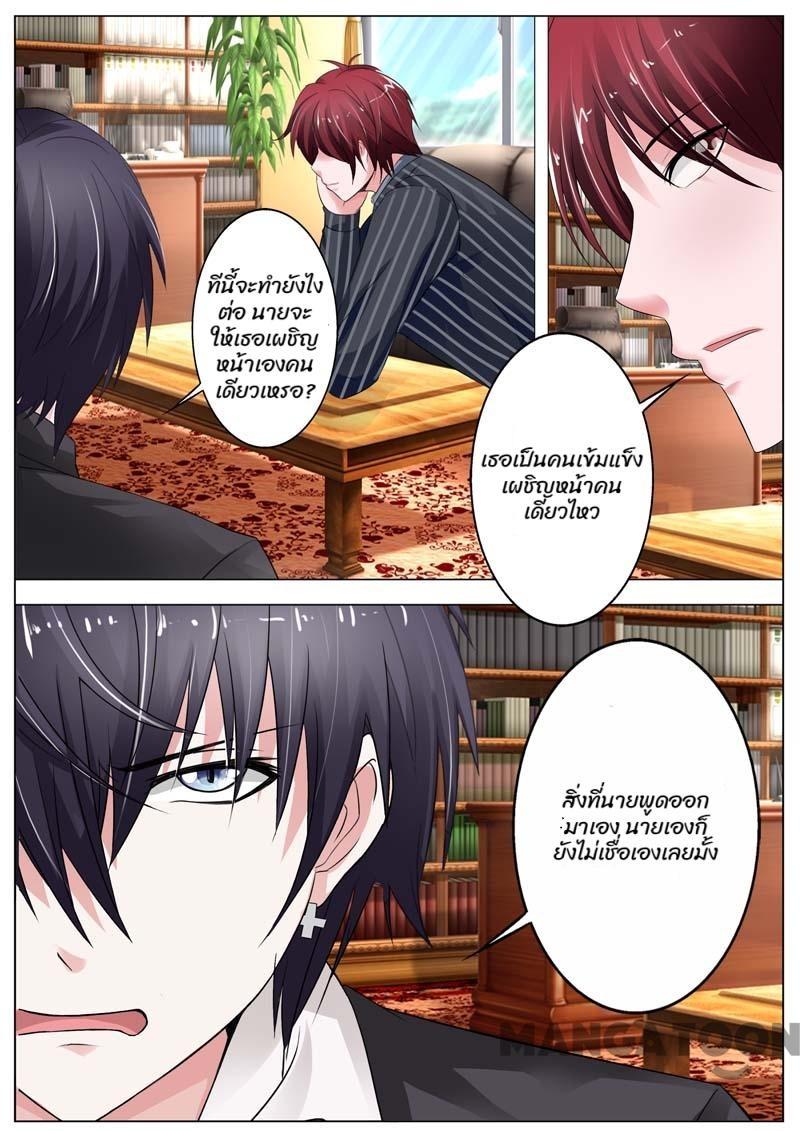 ทีนี้จะทำยังไง
ต่อ นายจะ
ให้เธอเผชิญ
หน้าเองคน
เดียวเหรอ?
เธอเป็นคนเข้มแข็ง
เผชิญหน้าคน
เดียวไหว
สิ่งที่นายพูดออก
มาเอง นายเองก็
ยังไม่เชื่อเองเลยมั้ง
MANGATOON